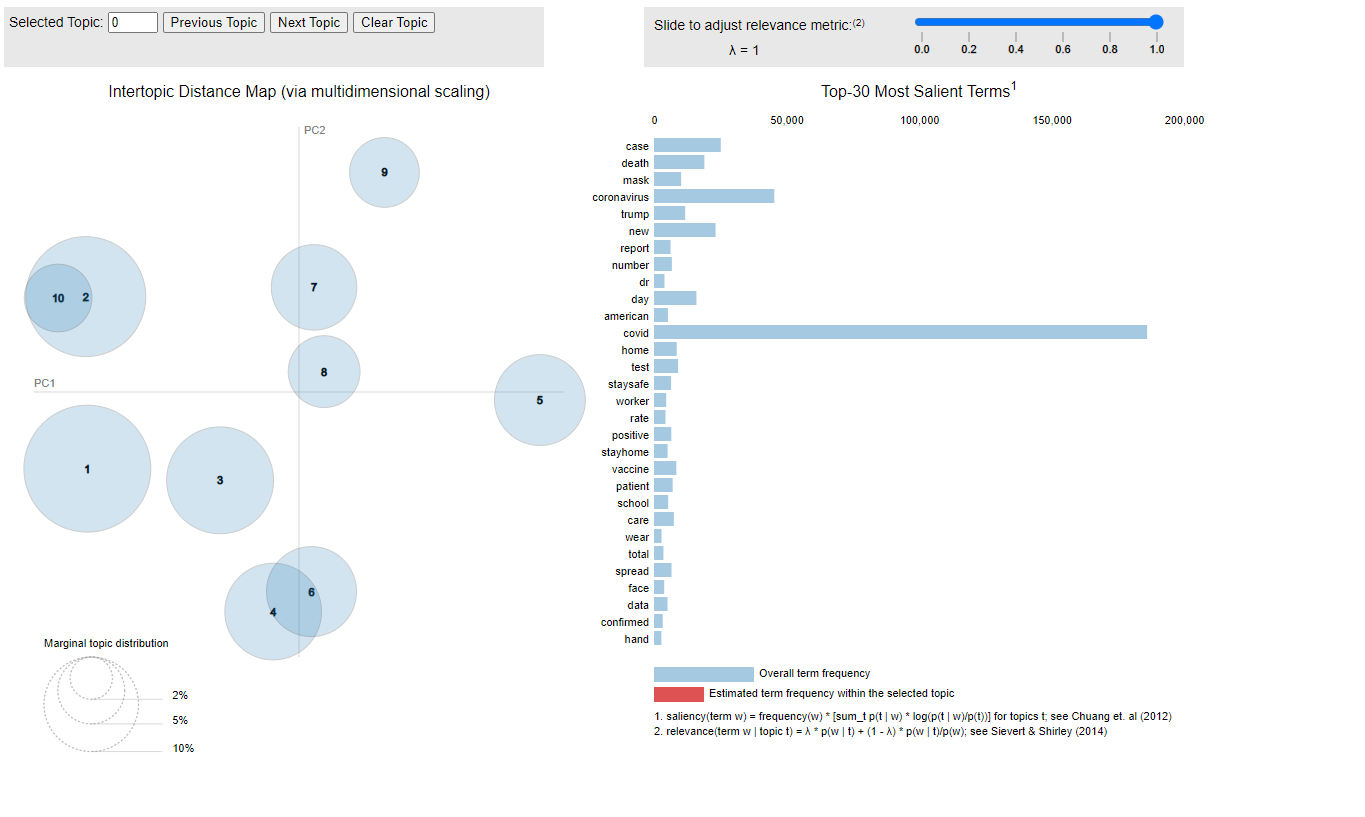 Selected Topic: 0 Previous Topic Next Topic Clear Topic
Slide to adjust relevance metric:(2)
λ = 1
0.0 0.2 0.4 0.6 0.8 1.0
Intertopic Distance Map (via multidimensional scaling)
PC2
PC1
9
7
10 2
8
5
1
3
6
4
Marginal topic distribution
2%
5%
10%
Top-30 Most Salient Terms1
0 50,000 100,000 150,000 200,000
case
death
mask
coronavirus
trump
new
report
number
dr
day
american
covid
home
test
staysafe
worker
rate
positive
stayhome
vaccine
patient
school
care
wear
total
spread
face
data
confirmed
hand
Overall term frequency
Estimated term frequency within the selected topic
1. saliency(term w) = frequency(w) * [sum_t p(t | w) * log(p(t | w)/p(t))] for topics t; see Chuang et. al (2012)
2. relevance(term w | topic t) = λ * p(w | t) + (1 - λ) * p(w | t)/p(w); see Sievert & Shirley (2014)